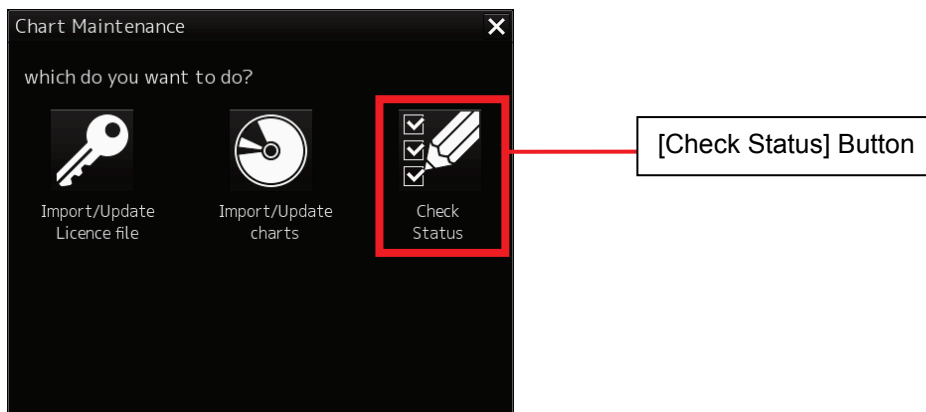 Chart Maintenance
which do you want to do?
Import/Update
Licence file
Import/Update
charts
Check
Status
[Check Status] Button